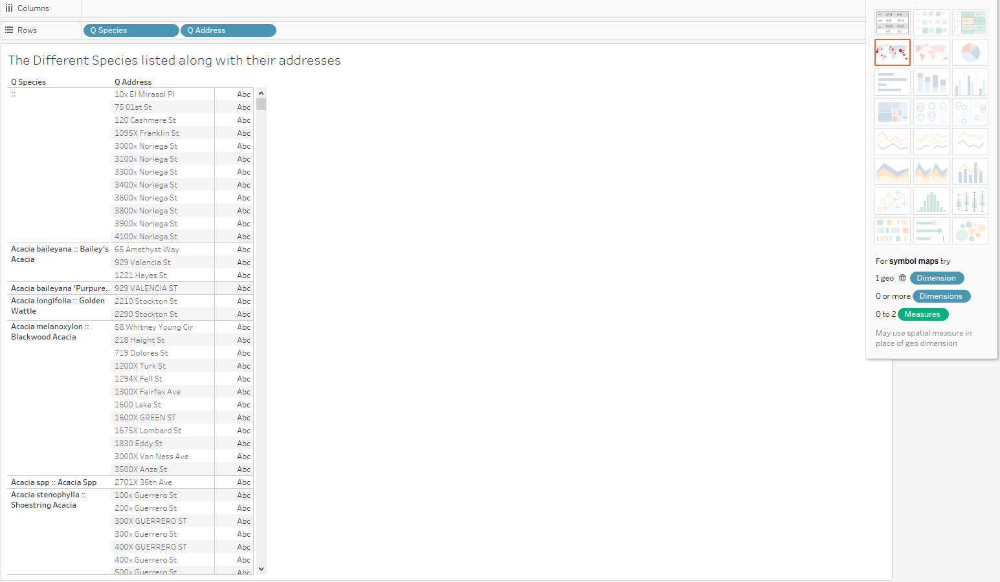 Columns
Rows Q Species Q Address
The Different Species listed along with their addresses
Q Species Q Address
:: 10x El Mirasol Pl Abc
75 01st St Abc
120 Cashmere St Abc
1095X Franklin St Abc
3000x Noriega St Abc
3100x Noriega St Abc
3300x Noriega St Abc
3400x Noriega St Abc
3600x Noriega St Abc
3800x Noriega St Abc
3900x Noriega St Abc
4100x Noriega St Abc
Acacia baileyana :: Bailey's 65 Amethyst Way Abc
Acacia 929 Valencia St Abc
1221 Hayes St Abc
Acacia baileyana 'Purpure.. 929 VALENCIA ST Abc
Acacia longifolia :: Golden 2210 Stockton St Abc
Wattle 2290 Stockton St Abc
Acacia melanoxylon :: 58 Whitney Young Cir Abc
Blackwood Acacia 218 Haight St Abc
719 Dolores St Abc
1200X Turk St Abc
1294X Fell St Abc
1300X Fairfax Ave Abc
1600 Lake St Abc
1600X GREEN ST Abc
1675X Lombard St Abc
1830 Eddy St Abc
3000X Van Ness Ave Abc
3500X Anza St Abc
Acacia spp :: Acacia Spp 2701X 36th Ave Abc
Acacia stenophylla :: 100x Guerrero St Abc
Shoestring Acacia 200x Guerrero St Abc
300X GUERRERO ST Abc
300x Guerrero St Abc
400X GUERRERO ST Abc
400x Guerrero St Abc
500x Guerrero St Abc
For symbol maps try
1 geo Dimension
0 or more Dimensions
0 to 2 Measures
May use spatial measure in
place of geo dimension